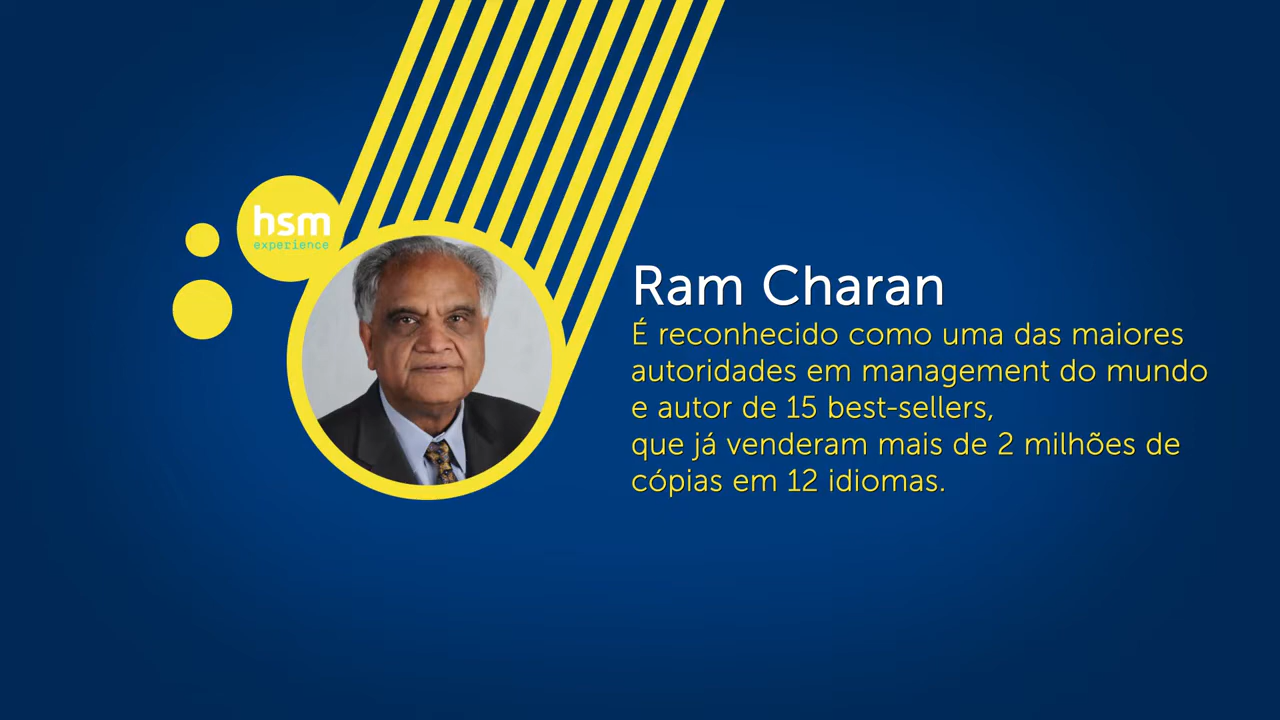 hsm
experience
Ram Charan
É reconhecido como uma das maiores
autoridades em management do mundo
e autor de 15 best-sellers,
que já venderam mais de 2 milhões de
cópias em 12 idiomas.